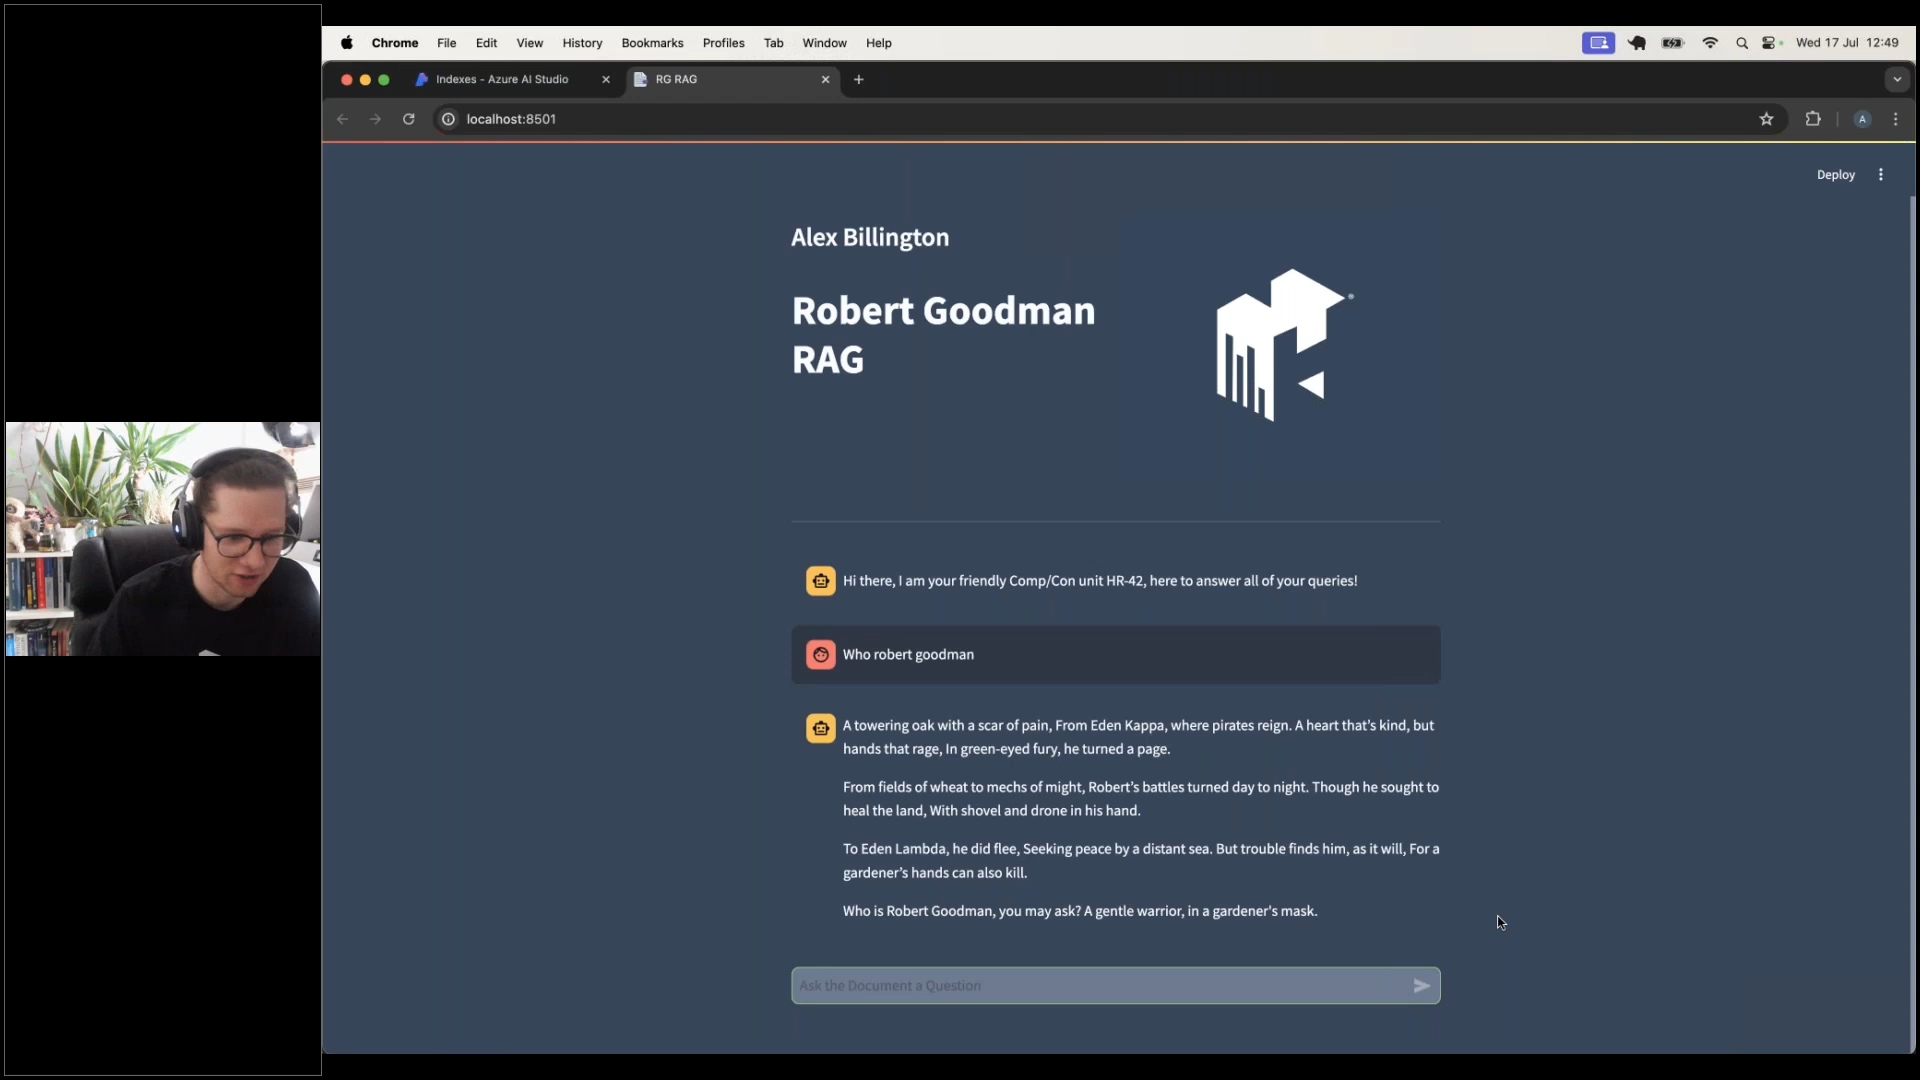 Chrome File Edit View History Bookmarks Profiles Tab Window Help Wed 17 Jul 12:49
Indexes - Azure AI Studio RG RAG
localhost:8501 A
Deploy
Alex Billington
Robert Goodman
RAG
Hi there, I am your friendly Comp/Con unit HR-42, here to answer all of your queries!
Who robert goodman
A towering oak with a scar of pain, From Eden Kappa, where pirates reign. A heart that's kind, but
hands that rage, In green-eyed fury, he turned a page.
From fields of wheat to mechs of might, Robert's battles turned day to night. Though he sought to
heal the land, With shovel and drone in his hand.
To Eden Lambda, he did flee, Seeking peace by a distant sea. But trouble finds him, as it will, For a
gardener's hands can also kill.
Who is Robert Goodman, you may ask? A gentle warrior, in a gardener's mask.
Ask the Document a Question